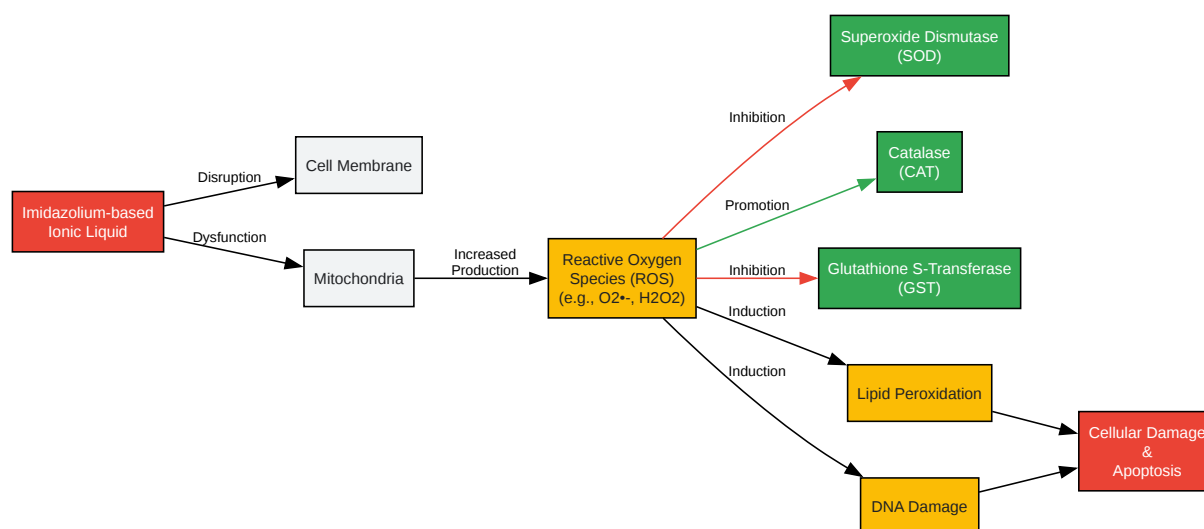 Imidazolium-based
Ionic Liquid
Disruption
Dysfunction
Cell Membrane
Mitochondria
Increased
Production
Reactive Oxygen
Species (ROS)
(e.g., O2•-, H2O2)
Inhibition
Promotion
Inhibition
Induction
Induction
Superoxide Dismutase
(SOD)
Catalase
(CAT)
Glutathione S-Transferase
(GST)
Lipid Peroxidation
DNA Damage
Cellular Damage
&
Apoptosis